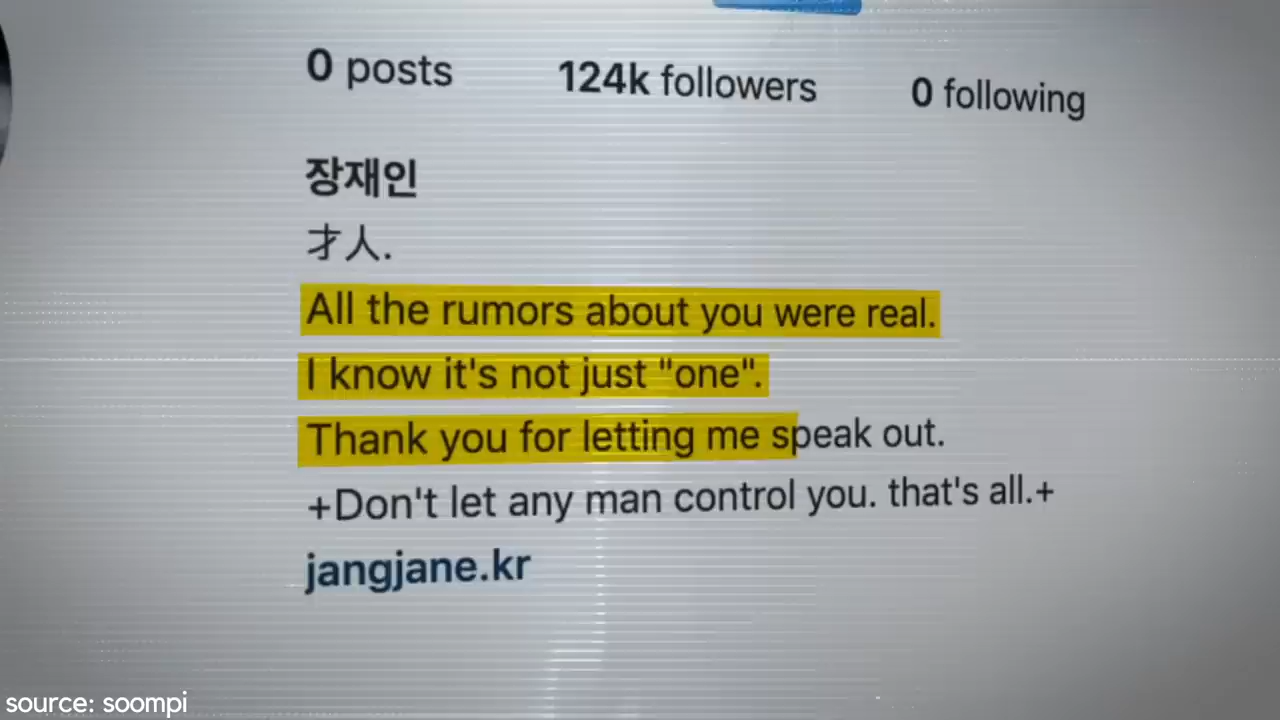 0 posts 124k followers 0 following
장재인
才人.
All the rumors about you were real.
I know it's not just "one".
Thank you for letting me speak out.
+Don't let any man control you. that's all.+
jangjane.kr
source: soompi